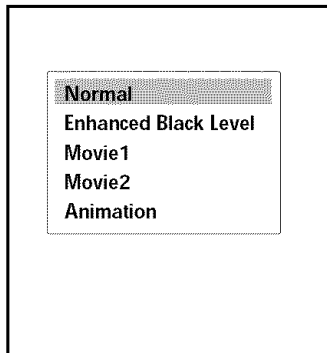 Normal
Enhanced Black Level
Movie1
Movie2
Animation